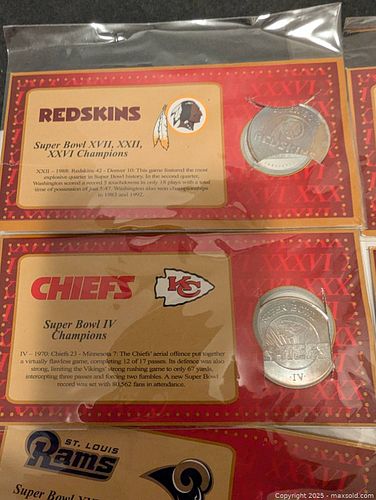 REDSKINS
Super Bowl XVII, XXII,
XXVI Champions
XXII – 1988: Redskins 42 - Denver 10: This game featured the most
explosive quarter in Super Bowl history. In the second quarter,
Washington scored a record 5 touchdowns in only 18 plays with a total
time of possession of just 5:47. Washington also won championships
in 1983 and 1992.
XXXVI
REDSKINS
CHIEFS
KC
Super Bowl IV
Champions
IV – 1970: Chiefs 23 - Minnesota 7: The Chiefs' aerial offence put together
a virtually flawless game, completing 12 of 17 passes. Its defence was also
strong, limiting the Vikings' strong rushing game to only 67 yards,
intercepting three passes and forcing two fumbles. A new Super Bowl
record was set with 80,562 fans in attendance.
SUPER BOWL
CHIEFS
·IV·
ST. LOUIS
Rams
Super Bowl
Copyright © 2025 - maxsold.com